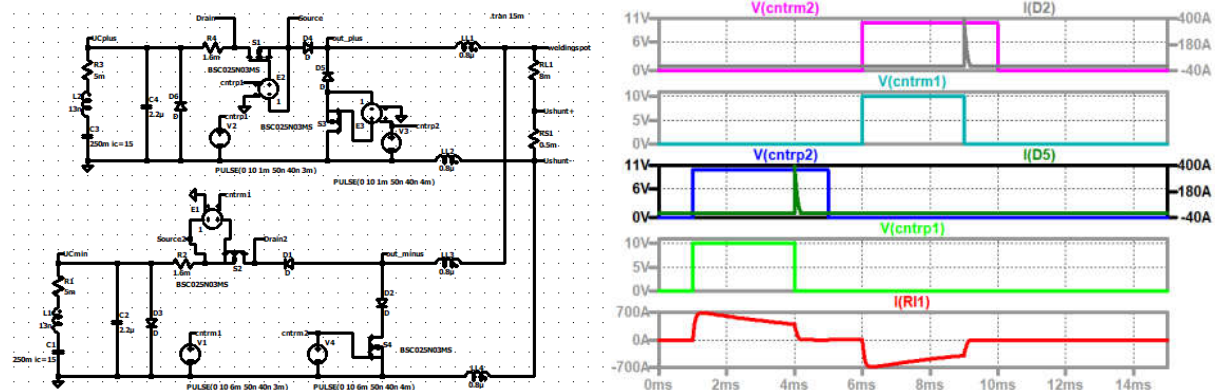 Drain
Source
.tran 15m
UCplus
R4
1.6m
S1
D4
D
out_plus
LL1
0.8µ
weldingspot
R3
5m
BSC025N03MS
cntrp1
E2
1
D5
D
RL1
8m
L2
13n
C4
2.2µ
D6
D
cntrp1
V2
BSC025N03MS
S3
1
E3
V3
cntrp2
Ushunt+
C3
250m ic=15
RS1
0.5m
LL2
0.8µ
Ushunt-
PULSE(0 10 1m 50n 40n 3m)
PULSE(0 10 1m 50n 40n 4m)
cntrm1
E1
1
Source2
Drain2
UCmin
R2
1.6m
S2
D1
D
out_minus
LL3
0.8µ
R1
5m
BSC025N03MS
L1
13n
C2
2.2µ
D3
D
D2
D
cntrm1
V1
cntrm2
V4
S4
BSC025N03MS
C1
250m ic=15
LL4
0.8µ
PULSE(0 10 6m 50n 40n 3m)
PULSE(0 10 6m 50n 40n 4m)
V(cntrm2)
I(D2)
11V
6V
0V
400A
180A
-40A
V(cntrm1)
10V
5V
0V
V(cntrp2)
I(D5)
11V
6V
0V
400A
180A
-40A
V(cntrp1)
10V
5V
0V
I(Rl1)
700A
0A
-700A
0ms
2ms
4ms
6ms
8ms
10ms
12ms
14ms